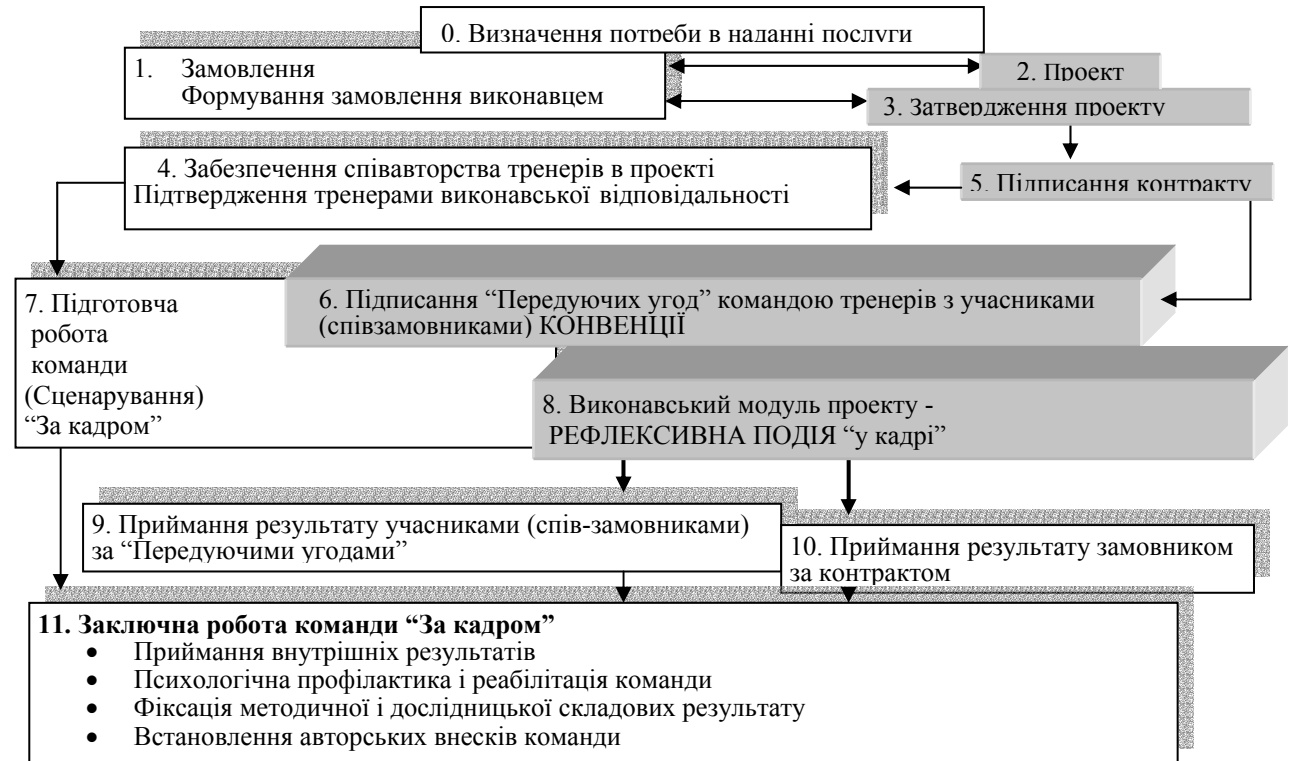 0. Визначення потреби в наданні послуги
1. Замовлення
Формування замовлення виконавцем
2. Проект
3. Затвердження проекту
4. Забезпечення співавторства тренерів в проекті
Підтвердження тренерами виконавської відповідальності
5. Підписання контракту
6. Підписання “Передуючих угод” командою тренерів з учасниками
(співзамовниками) КОНВЕНЦІЇ
7. Підготовча
робота
команди
(Сценарування)
“За кадром”
8. Виконавський модуль проекту -
РЕФЛЕКСИВНА ПОДІЯ “у кадрі”
9. Приймання результату учасниками (спів-замовниками)
за “Передуючими угодами”
10. Приймання результату замовником
за контрактом
11. Заключна робота команди “За кадром”
• Приймання внутрішніх результатів
• Психологічна профілактика і реабілітація команди
• Фіксація методичної і дослідницької складових результату
• Встановлення авторських внесків команди